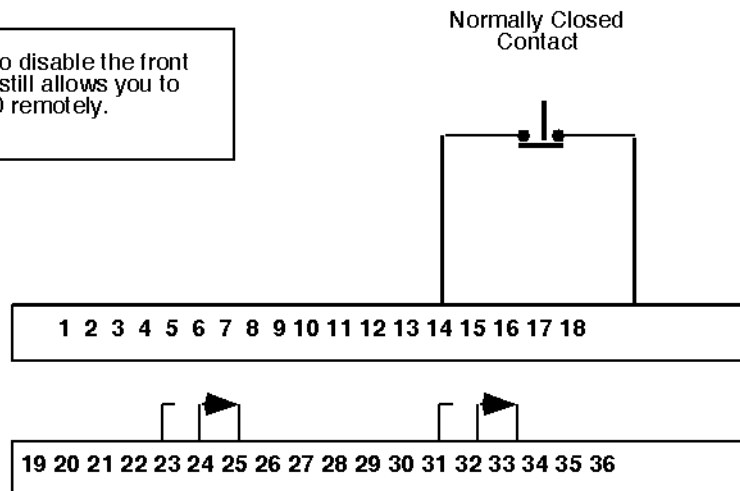 Normally Closed
Contact
o disable the front
still allows you to
remotely.
1 2 3 4 5 6 7 8 9 10 11 12 13 14 15 16 17 18
19 20 21 22 23 24 25 26 27 28 29 30 31 32 33 34 35 36